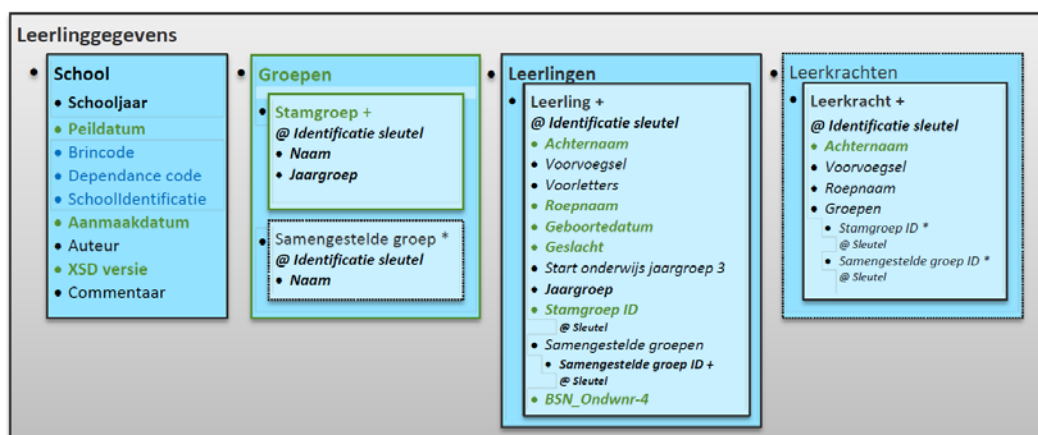 Leerlinggegevens
• School
• Schooljaar
• Peildatum
• Brincode
• Dependance code
• SchoolIdentificatie
• Aanmaakdatum
• Auteur
• XSD versie
• Commentaar
• Groepen
• Stamgroep +
@ Identificatie sleutel
• Naam
• Jaargroep
• Samengestelde groep *
@ Identificatie sleutel
• Naam
• Leerlingen
• Leerling +
@ Identificatie sleutel
• Achternaam
• Voorvoegsel
• Voorletters
• Roepnaam
• Geboortedatum
• Geslacht
• Start onderwijs jaargroep 3
• Jaargroep
• Stamgroep ID
@ Sleutel
• Samengestelde groepen
• Samengestelde groep ID +
@ Sleutel
• BSN_Ondwnr-4
• Leerkrachten
• Leerkracht +
@ Identificatie sleutel
• Achternaam
• Voorvoegsel
• Roepnaam
• Groepen
• Stamgroep ID *
@ Sleutel
• Samengestelde groep ID *
@ Sleutel